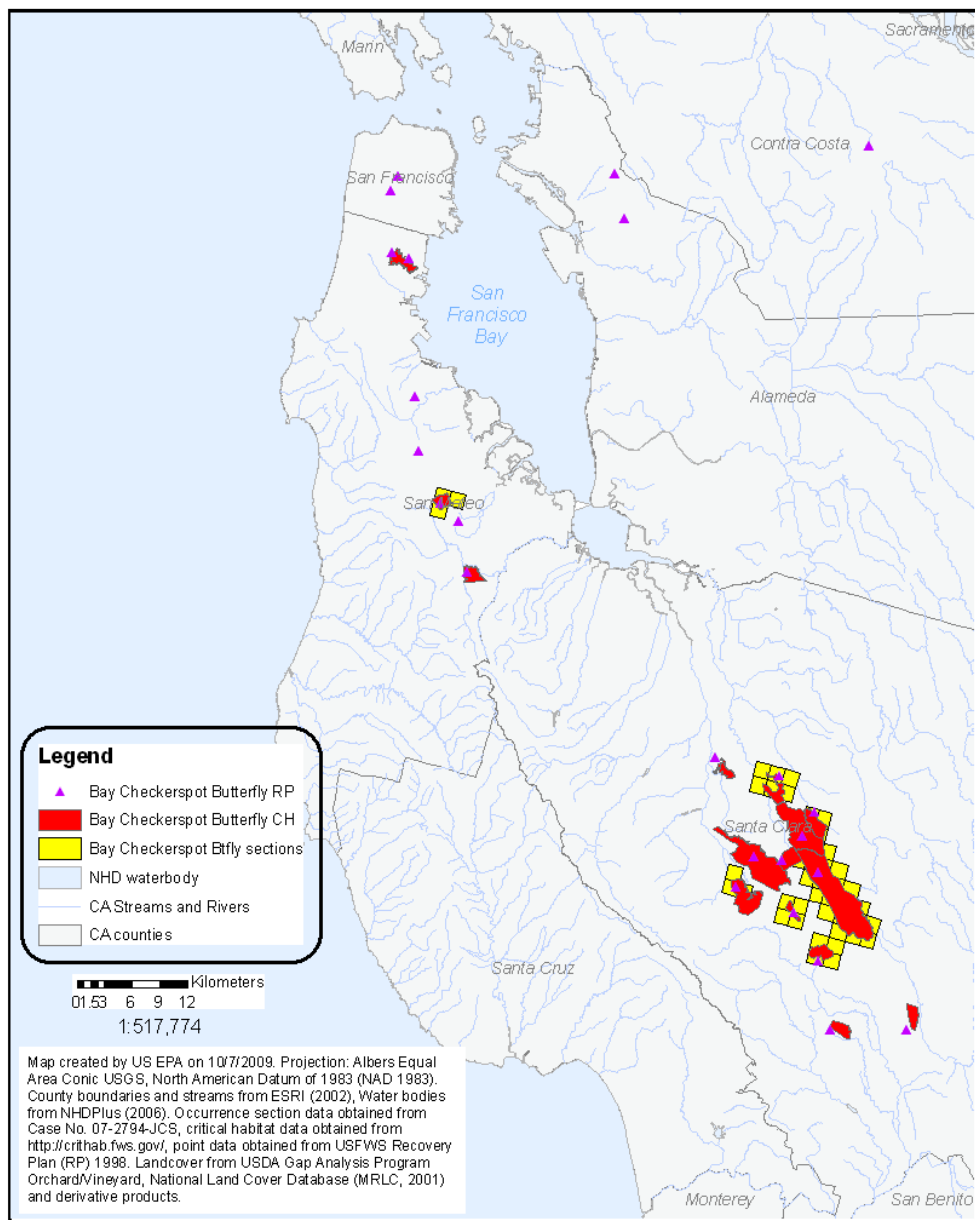 Marin
Sacramento
Contra Costa
San Francisco
San
Francisco
Bay
Alameda
San Mateo
Legend
Bay Checkerspot Butterfly RP
Bay Checkerspot Butterfly CH
Bay Checkerspot Btfly sections
NHD waterbody
CA Streams and Rivers
CA counties
Santa Clara
Santa Cruz
Kilometers
01.53 6 9 12
1:517,774
Map created by US EPA on 10/7/2009. Projection: Albers Equal
Area Conic USGS, North American Datum of 1983 (NAD 1983).
County boundaries and streams from ESRI (2002), Water bodies
from NHDPlus (2006). Occurrence section data obtained from
Case No. 07-2794-JCS, critical habitat data obtained from
http://crithab.fws.gov/, point data obtained from USFWS Recovery
Plan (RP) 1998. Landcover from USDA Gap Analysis Program
Orchard/Vineyard, National Land Cover Database (MRLC, 2001)
and derivative products.
Monterey
San Benito